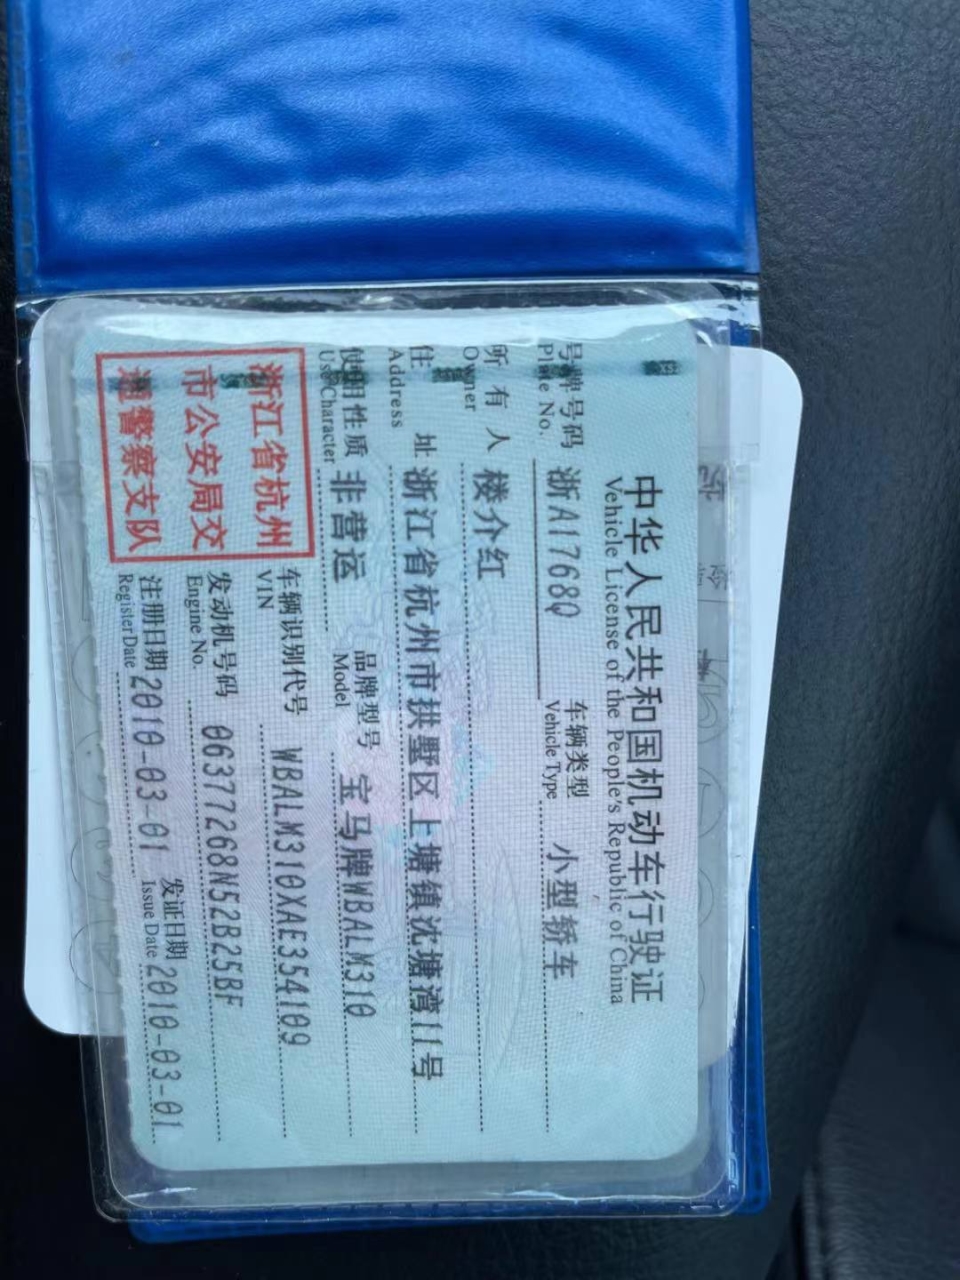 中华人民共和国机动车行驶证
Vehicle License of the People's Republic of China
号牌号码 浙A1768Q 车辆类型 小型轿车
Plate No. Vehicle Type
所有人 楼介红
Owner
住址 浙江省杭州市拱墅区上塘镇沈塘湾11号
Address
使用性质 非营运 品牌型号 宝马牌WBALM310
Use Character Model
浙江省杭州
市公安局交
通警察支队
车辆识别代号 WBALM310XAE354109
VIN
发动机号码 06377268N52B25BF
Engine No.
注册日期 2010-03-01 发证日期 2010-03-01
Register Date Issue Date